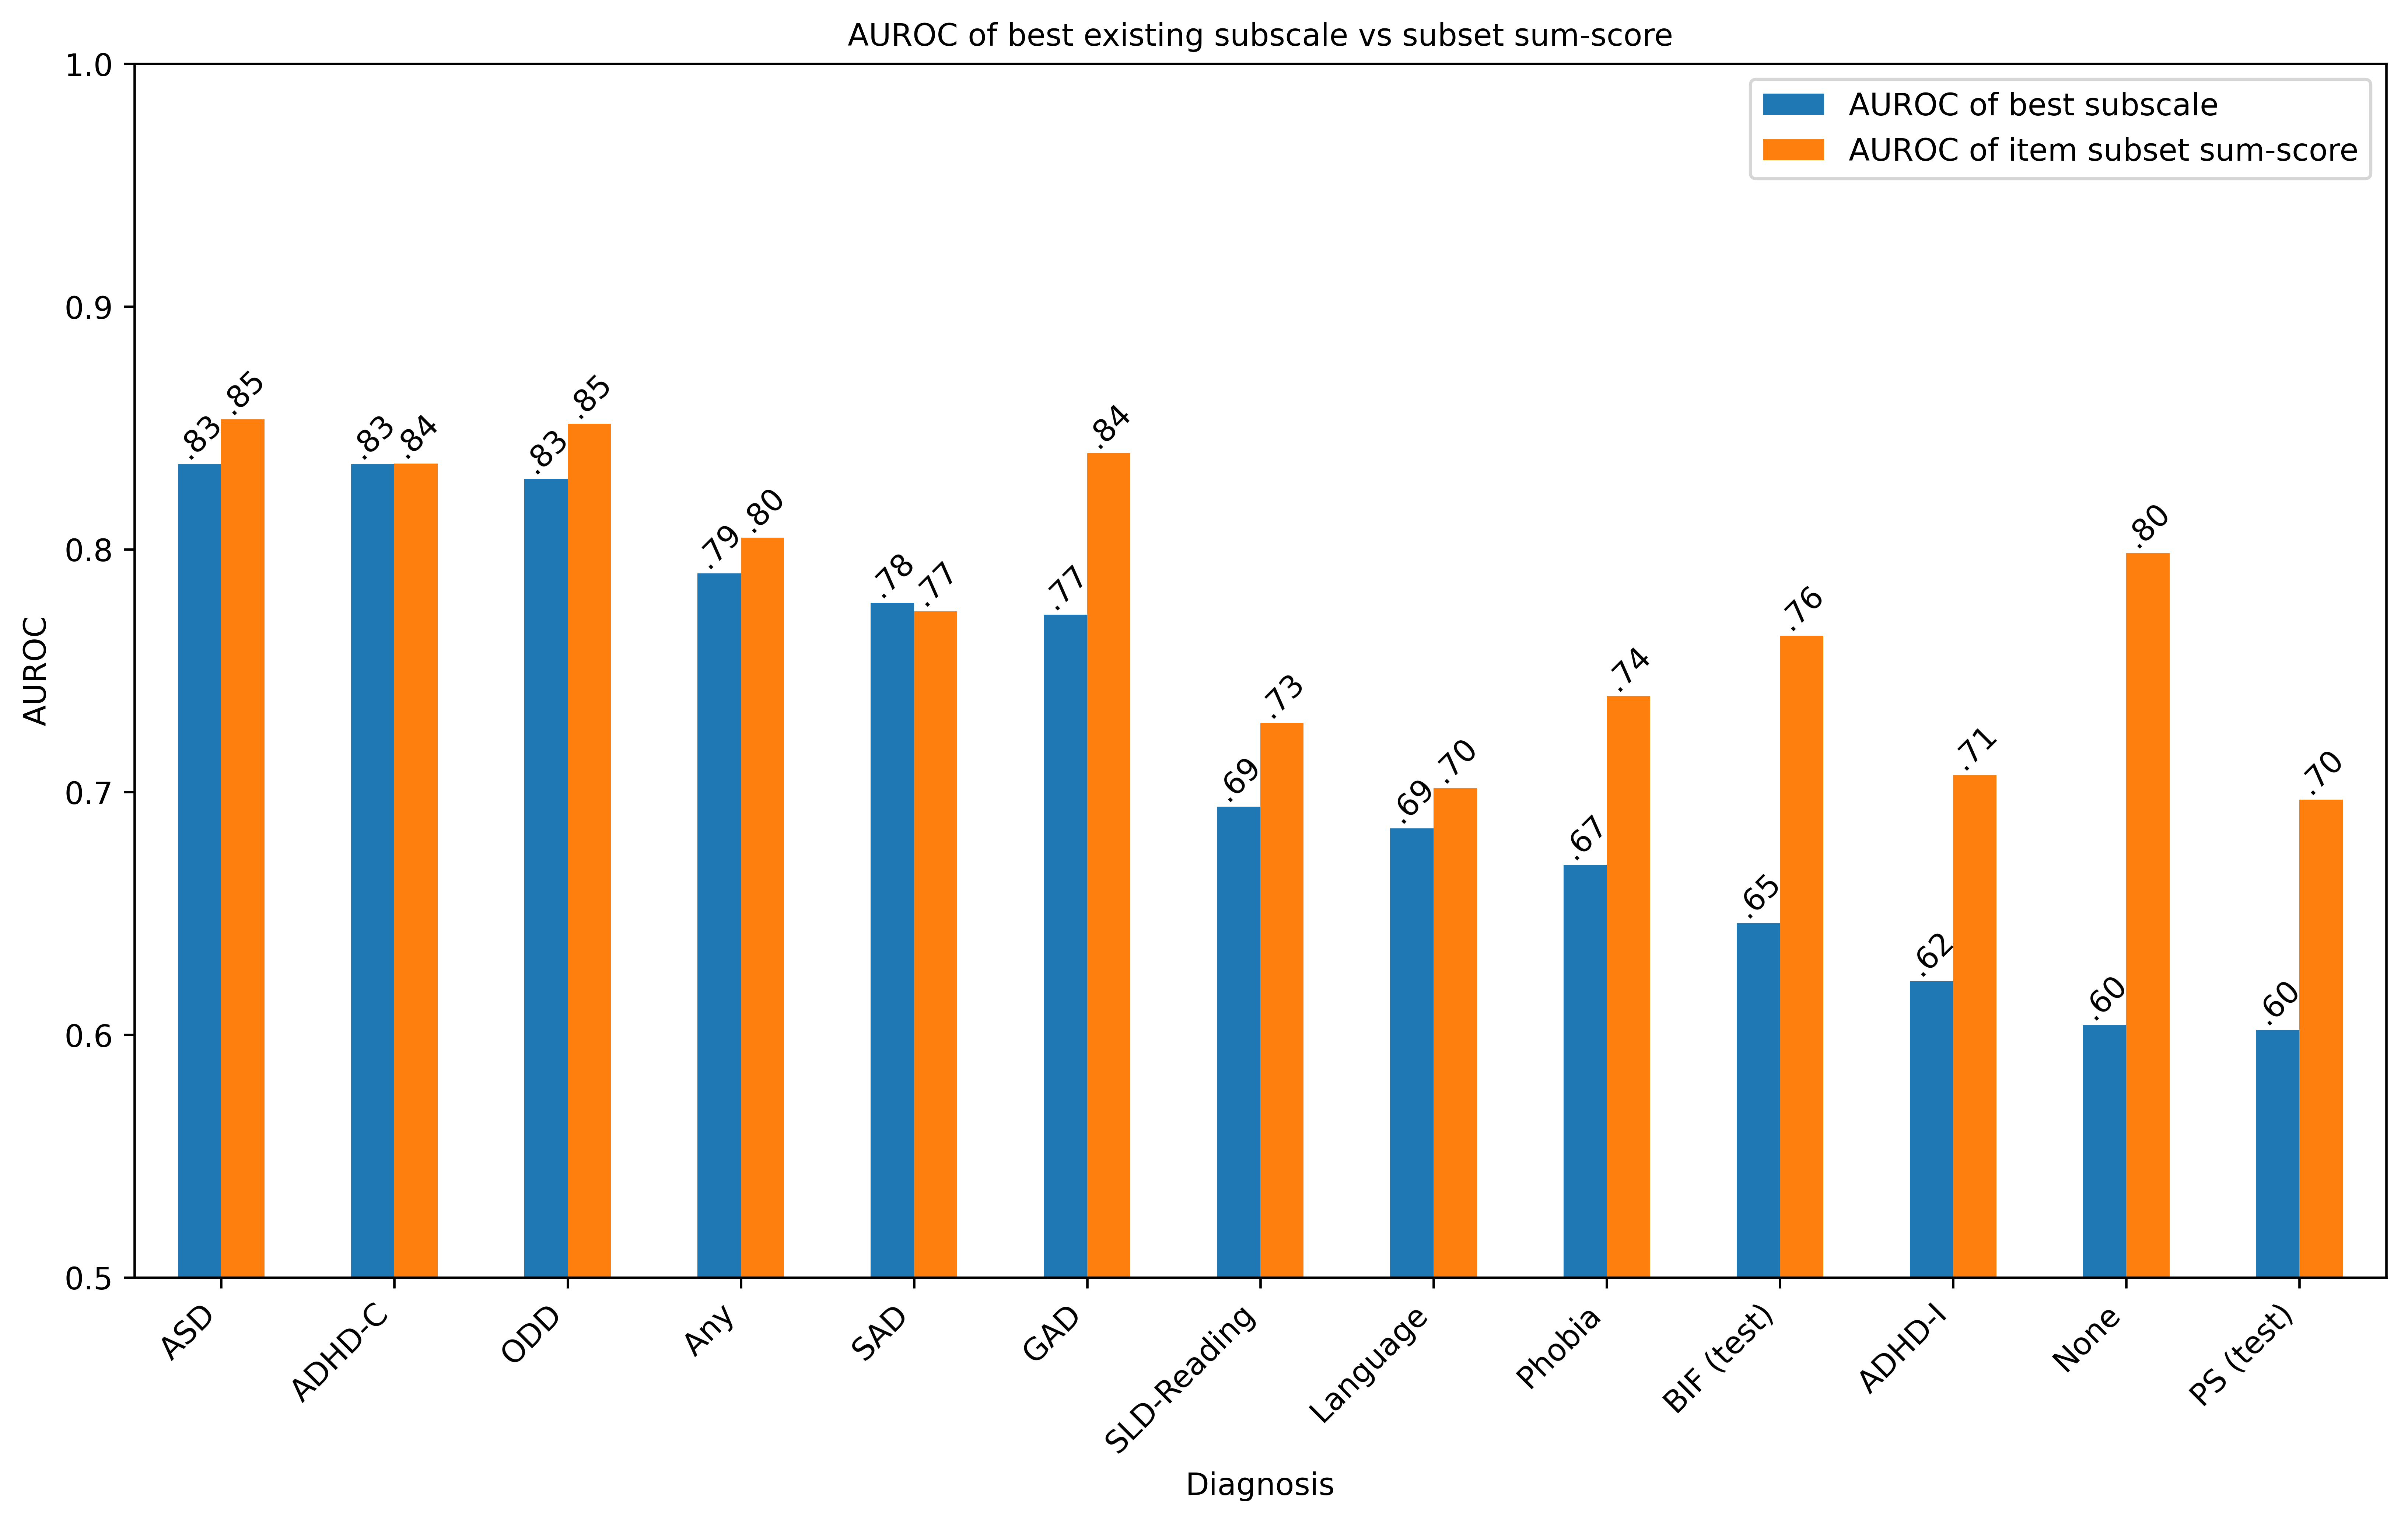 AUROC of best existing subscale vs subset sum-score
AUROC of best subscale
AUROC of item subset sum-score
AUROC
1.0
0.9
0.8
0.7
0.6
0.5
.83
.85
.83
.84
.83
.85
.79
.80
.78
.77
.77
.84
.69
.73
.69
.70
.67
.74
.65
.76
.62
.71
.60
.80
.60
.70
ASD
ADHD-C
ODD
Any
SAD
GAD
SLD-Reading
Language
Phobia
BIF (test)
ADHD-I
None
PS (test)
Diagnosis